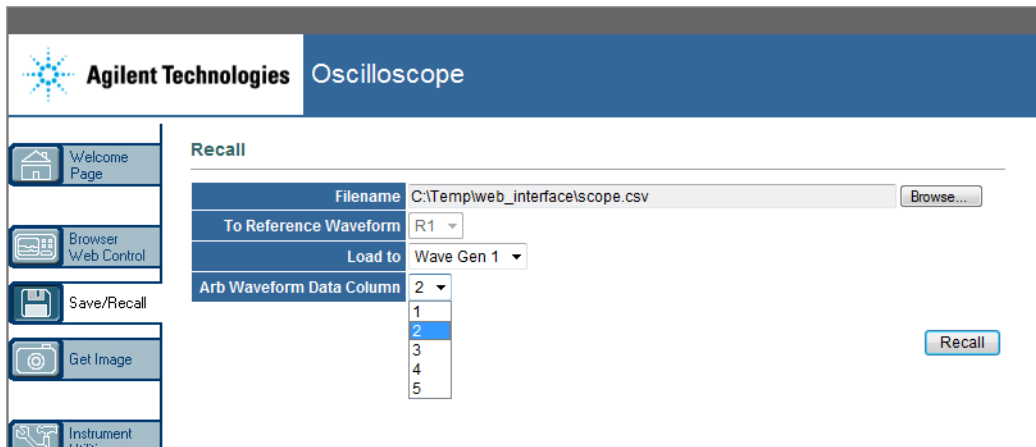 Agilent Technologies
Oscilloscope
Welcome
Page
Browser
Web Control
Save/Recall
Get Image
Instrument
Recall
Filename C:\Temp\web_interface\scope.csv Browse...
To Reference Waveform R1
Load to Wave Gen 1
Arb Waveform Data Column 2
1
2
3
4
5
Recall